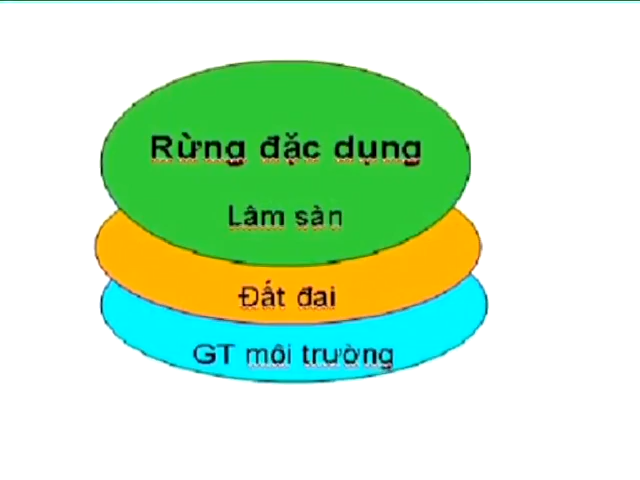 Rừng đặc dụng
Lâm sản
Đất đai
GT môi trường